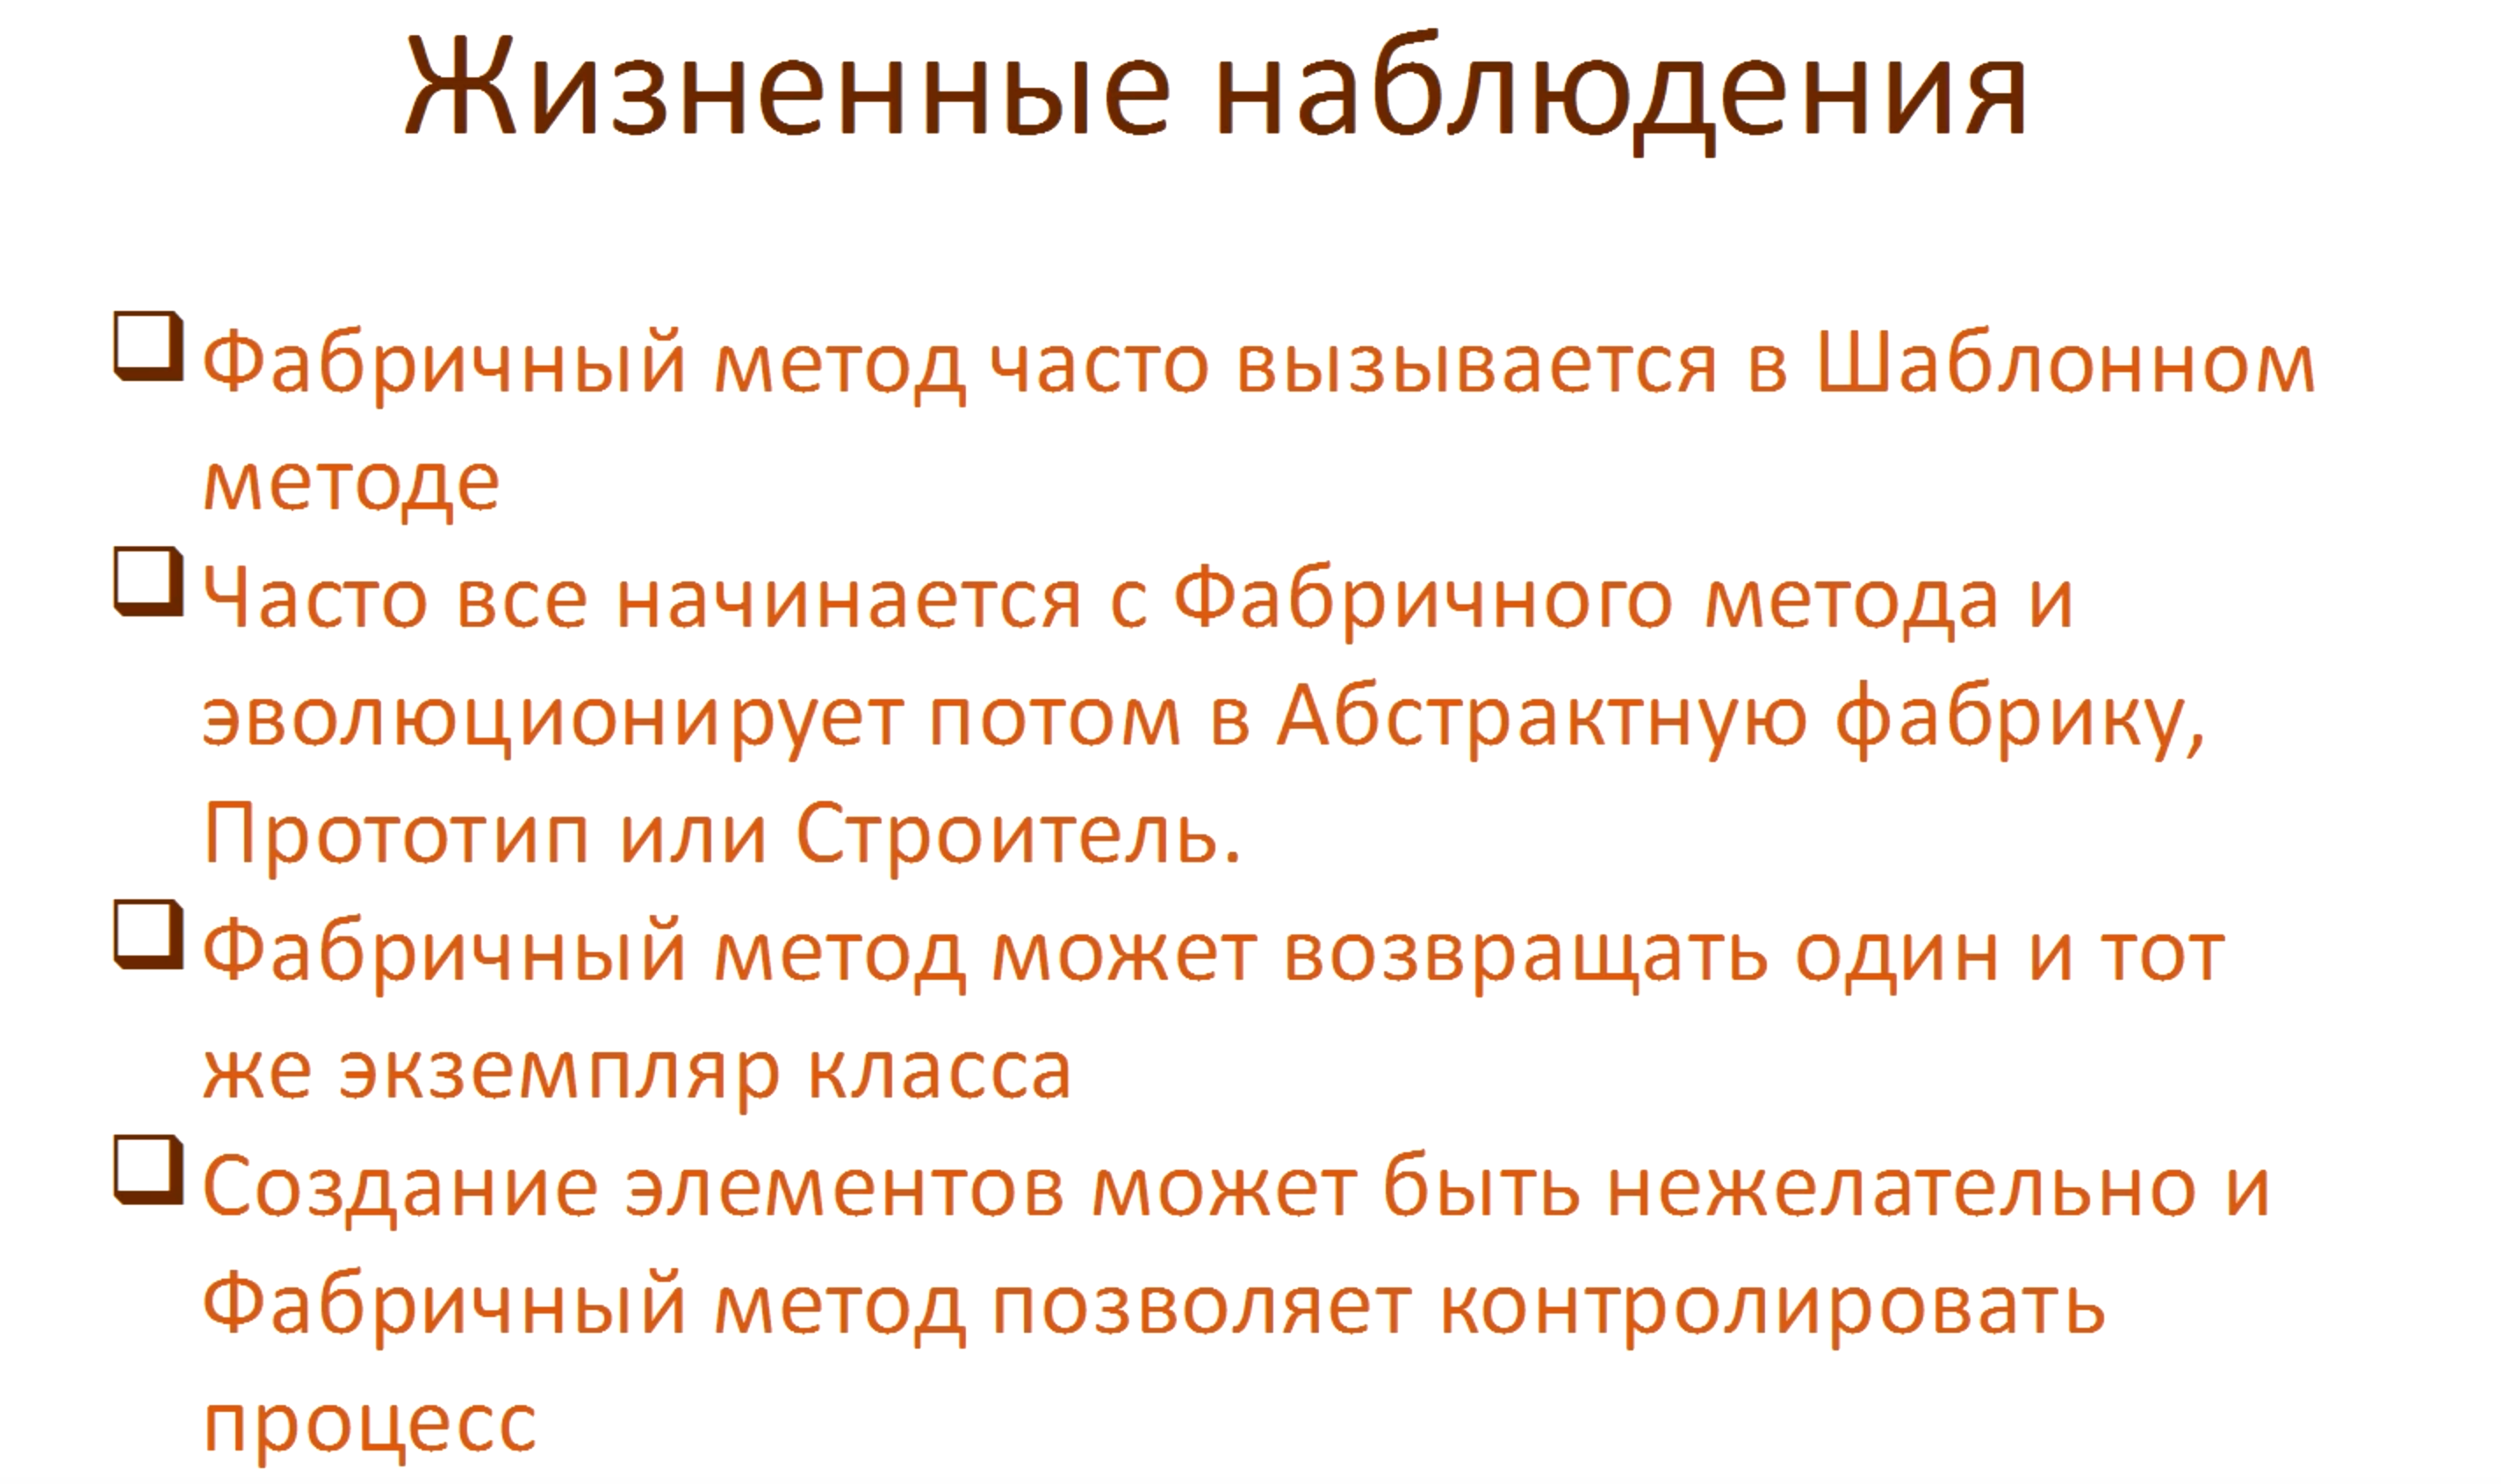 Жизненные наблюдения
Фабричный метод часто вызывается в Шаблонном
методе
Часто все начинается с Фабричного метода и
эволюционирует потом в Абстрактную фабрику,
Прототип или Строитель.
Фабричный метод может возвращать один и тот
же экземпляр класса
Создание элементов может быть нежелательно и
Фабричный метод позволяет контролировать
процесс